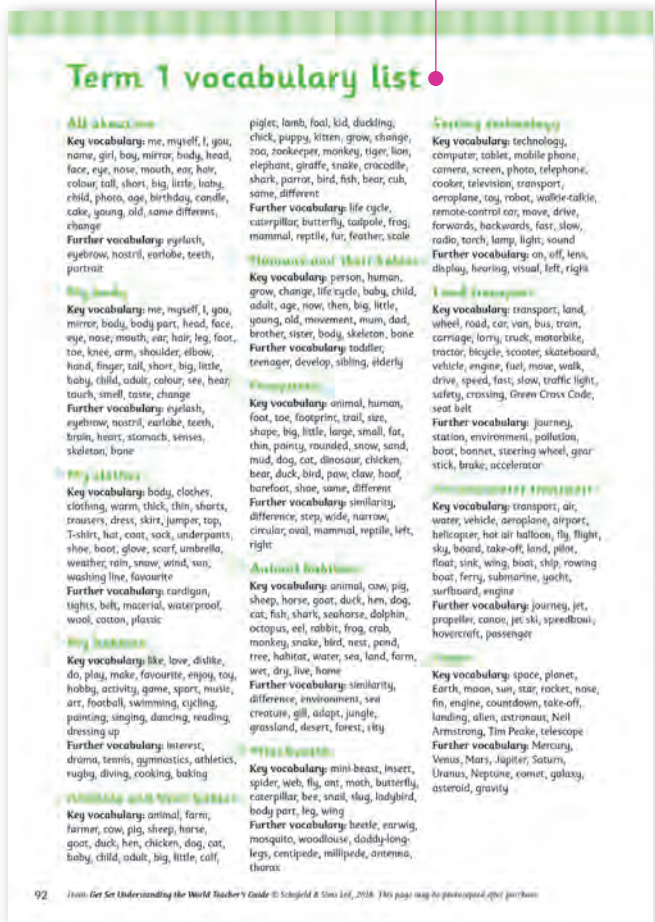 Term 1 vocabulary list
All about me
Key vocabulary: me, myself, I, you,
name, girl, boy, mirror, body, head,
face, eye, nose, mouth, ear, hair,
colour, tall, short, big, little, baby,
child, photo, age, birthday, candle,
cake, young, old, same different,
change
Further vocabulary: eyelash,
eyebrow, nostril, earlobe, teeth,
portrait
My body
Key vocabulary: me, myself, I, you,
mirror, body, body part, head, face,
eye, nose, mouth, ear, hair, leg, foot,
toe, knee, arm, shoulder, elbow,
hand, finger, tall, short, big, little,
baby, child, adult, colour, see, hear,
touch, smell, taste, change
Further vocabulary: eyelash,
eyebrow, nostril, earlobe, teeth,
brain, heart, stomach, senses,
skeleton, bone
My clothes
Key vocabulary: body, clothes,
clothing, warm, thick, thin, shorts,
trousers, dress, skirt, jumper, top,
T-shirt, hat, coat, sock, underpants,
shoe, boot, glove, scarf, umbrella,
weather, rain, snow, wind, sun,
washing line, favourite
Further vocabulary: cardigan,
tights, belt, material, waterproof,
wool, cotton, plastic
My hobbies
Key vocabulary: like, love, dislike,
do, play, make, favourite, enjoy, toy,
hobby, activity, game, sport, music,
art, football, swimming, cycling,
painting, singing, dancing, reading,
dressing up
Further vocabulary: interest,
drama, tennis, gymnastics, athletics,
rugby, diving, cooking, baking
Animals and their babies
Key vocabulary: animal, farm,
farmer, cow, pig, sheep, horse,
goat, duck, hen, chicken, dog, cat,
baby, child, adult, big, little, calf,
piglet, lamb, foal, kid, duckling,
chick, puppy, kitten, grow, change,
zoo, zookeeper, monkey, tiger, lion,
elephant, giraffe, snake, crocodile,
shark, parrot, bird, fish, bear, cub,
same, different
Further vocabulary: life cycle,
caterpillar, butterfly, tadpole, frog,
mammal, reptile, fur, feather, scale
Humans and their babies
Key vocabulary: person, human,
grow, change, life cycle, baby, child,
adult, age, now, then, big, little,
young, old, movement, mum, dad,
brother, sister, body, skeleton, bone
Further vocabulary: toddler,
teenager, develop, sibling, elderly
Footprints
Key vocabulary: animal, human,
foot, toe, footprint, trail, size,
shape, big, little, large, small, fat,
thin, pointy, rounded, snow, sand,
mud, dog, cat, dinosaur, chicken,
bear, duck, bird, paw, claw, hoof,
barefoot, shoe, same, different
Further vocabulary: similarity,
difference, step, wide, narrow,
circular, oval, mammal, reptile, left,
right
Animal habitats
Key vocabulary: animal, cow, pig,
sheep, horse, goat, duck, hen, dog,
cat, fish, shark, seahorse, dolphin,
octopus, eel, rabbit, frog, crab,
monkey, snake, bird, nest, pond,
tree, habitat, water, sea, land, farm,
wet, dry, live, home
Further vocabulary: similarity,
difference, environment, sea
creature, gill, adapt, jungle,
grassland, desert, forest, city
Mini-beasts
Key vocabulary: mini-beast, insect,
spider, web, fly, ant, moth, butterfly,
caterpillar, bee, snail, slug, ladybird,
body part, leg, wing
Further vocabulary: beetle, earwig,
mosquito, woodlouse, daddy-long-
legs, centipede, millipede, antenna,
thorax
technology
Key vocabulary: technology,
computer, tablet, mobile phone,
camera, screen, photo, telephone,
cooker, television, transport,
aeroplane, toy, robot, walkie-talkie,
remote-control car, move, drive,
forwards, backwards, fast, slow,
radio, torch, lamp, light, sound
Further vocabulary: on, off, lens,
display, hearing, visual, left, right
Land transport
Key vocabulary: transport, land,
wheel, road, car, van, bus, train,
carriage, lorry, truck, motorbike,
tractor, bicycle, scooter, skateboard,
vehicle, engine, fuel, move, walk,
drive, speed, fast, slow, traffic light,
safety, crossing, Green Cross Code,
seat belt
Further vocabulary: journey,
station, environment, pollution,
boot, bonnet, steering wheel, gear
stick, brake, accelerator
transport
Key vocabulary: transport, air,
water, vehicle, aeroplane, airport,
helicopter, hot air balloon, fly, flight,
sky, board, take-off, land, pilot,
float, sink, wing, boat, ship, rowing
boat, ferry, submarine, yacht,
surfboard, engine
Further vocabulary: journey, jet,
propeller, canoe, jet ski, speedboat,
hovercraft, passenger
Space
Key vocabulary: space, planet,
Earth, moon, sun, star, rocket, nose,
fin, engine, countdown, take-off,
landing, alien, astronaut, Neil
Armstrong, Tim Peake, telescope
Further vocabulary: Mercury,
Venus, Mars, Jupiter, Saturn,
Uranus, Neptune, comet, galaxy,
asteroid, gravity
92 From Get Set Understanding the World Teacher's Guide © Schofield & Sims Ltd, 2018. This page may be photocopied after purchase.